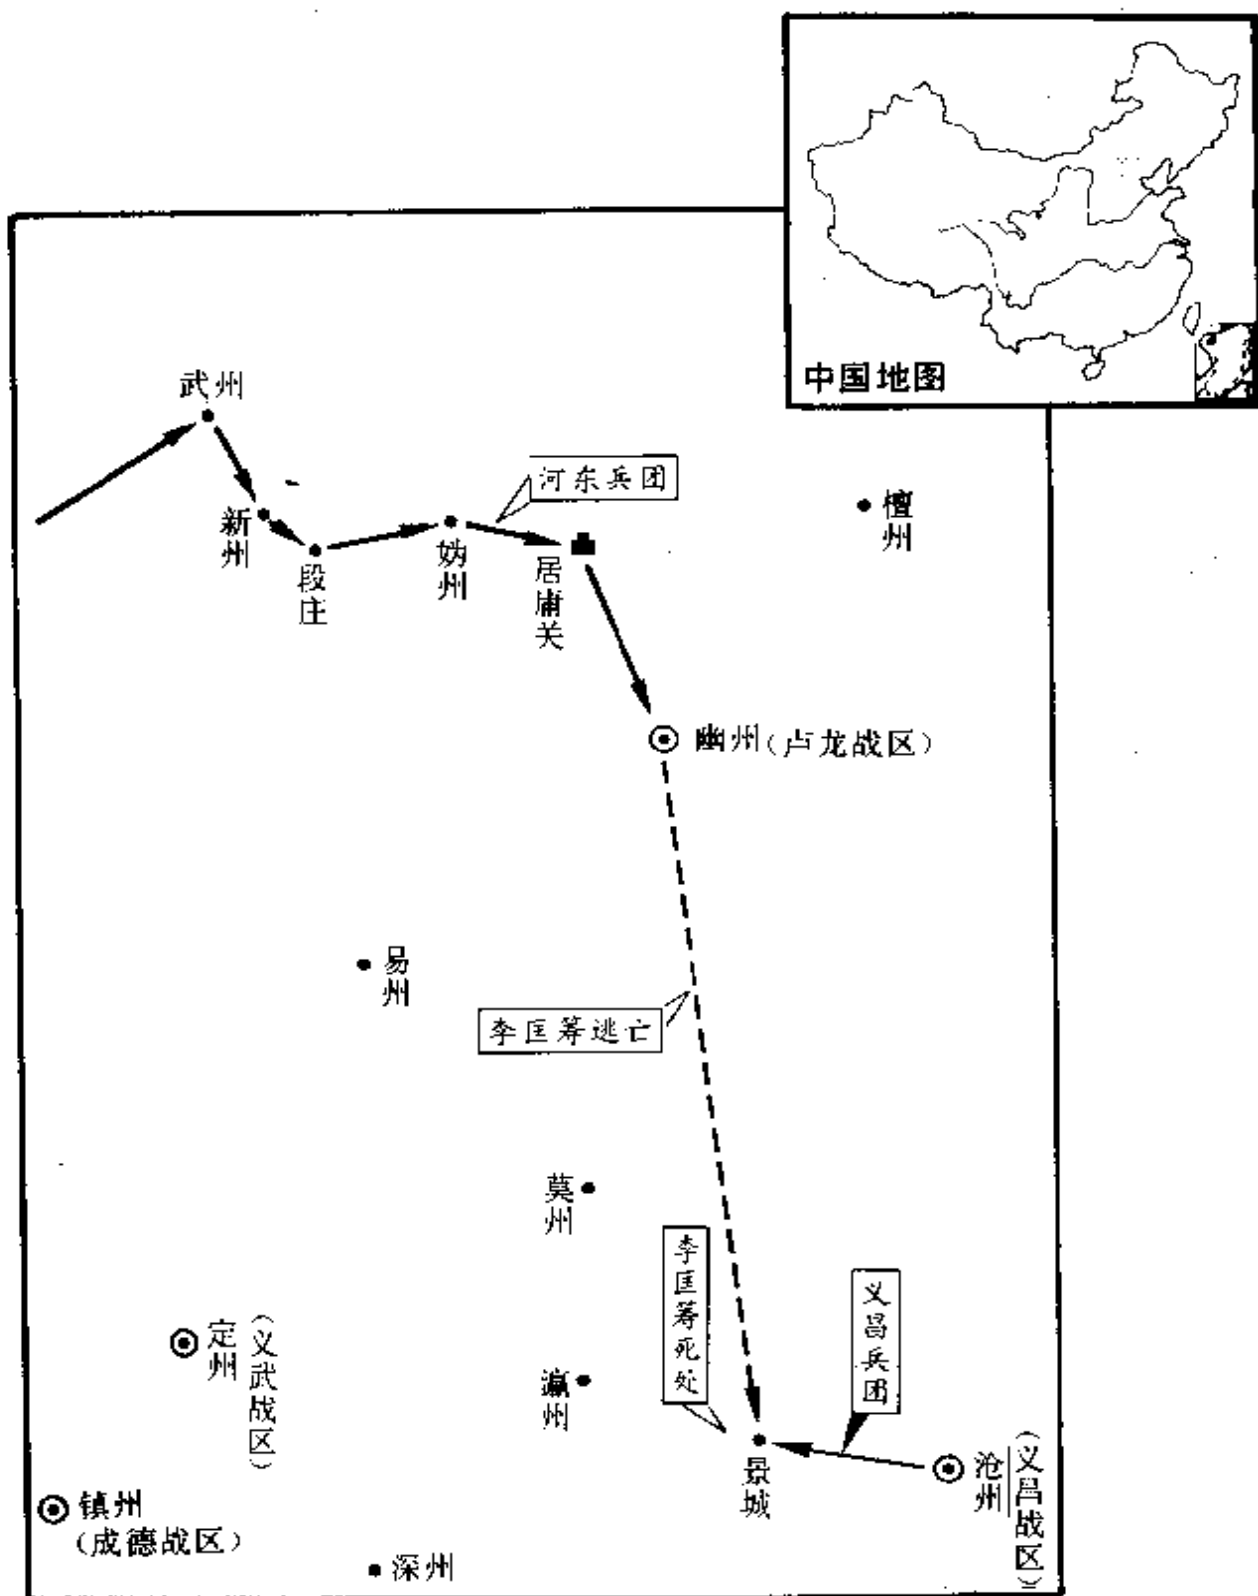 中国地图
武州
河东兵团
檀州
新州
段庄
妫州
居庸关
幽州(卢龙战区)
易州
李匡筹逃亡
莫州
李匡筹死处
义昌兵团
定州
(义武战区)
瀛州
景城
沧州
(义昌战区)
镇州
(成德战区)
深州